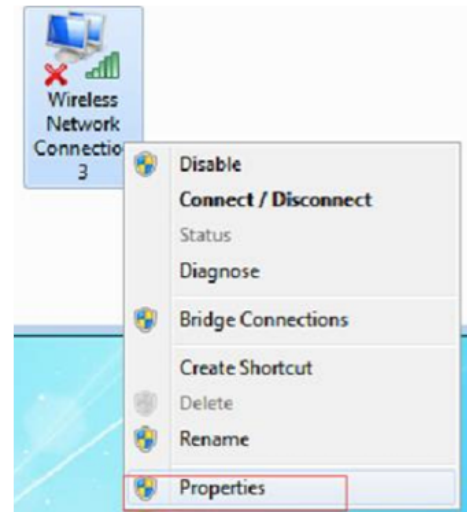 Wireless
Network
Connectio
3
Disable
Connect / Disconnect
Status
Diagnose
Bridge Connections
Create Shortcut
Delete
Rename
Properties